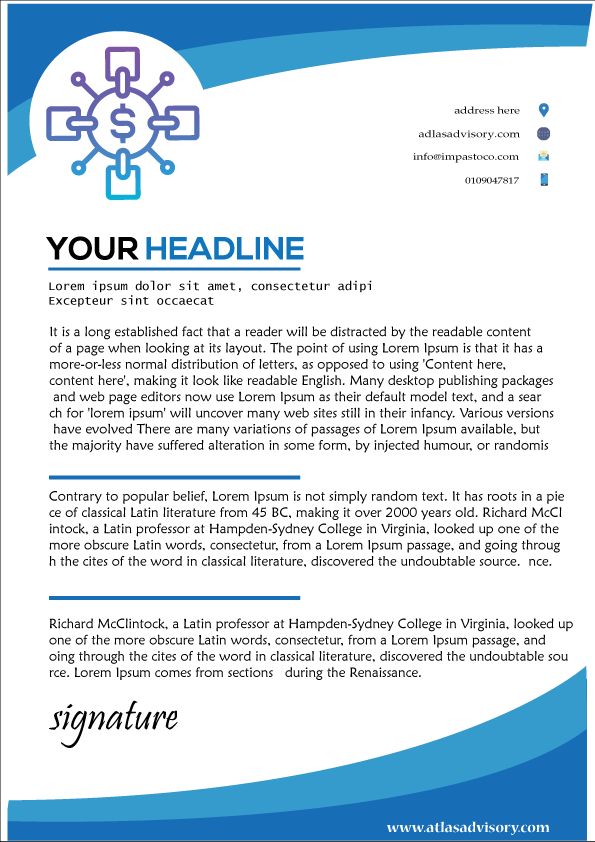 address here
adlasadvisory.com
info@impastoco.com
0109047817
$
YOUR HEADLINE
Lorem ipsum dolor sit amet, consectetur adipi
Excepteur sint occaecat
It is a long established fact that a reader will be distracted by the readable content
of a page when looking at its layout. The point of using Lorem Ipsum is that it has a
more-or-less normal distribution of letters, as opposed to using 'Content here,
content here', making it look like readable English. Many desktop publishing packages
and web page editors now use Lorem Ipsum as their default model text, and a sear
ch for 'lorem ipsum' will uncover many web sites still in their infancy. Various versions
have evolved There are many variations of passages of Lorem Ipsum available, but
the majority have suffered alteration in some form, by injected humour, or randomis
Contrary to popular belief, Lorem Ipsum is not simply random text. It has roots in a pie
ce of classical Latin literature from 45 BC, making it over 2000 years old. Richard McCl
intock, a Latin professor at Hampden-Sydney College in Virginia, looked up one of the
more obscure Latin words, consectetur, from a Lorem Ipsum passage, and going throug
h the cites of the word in classical literature, discovered the undoubtable source. nce.
Richard McClintock, a Latin professor at Hampden-Sydney College in Virginia, looked up
one of the more obscure Latin words, consectetur, from a Lorem Ipsum passage, and
oing through the cites of the word in classical literature, discovered the undoubtable sou
rce. Lorem Ipsum comes from sections during the Renaissance.
signature
www.atlasadvisory.com